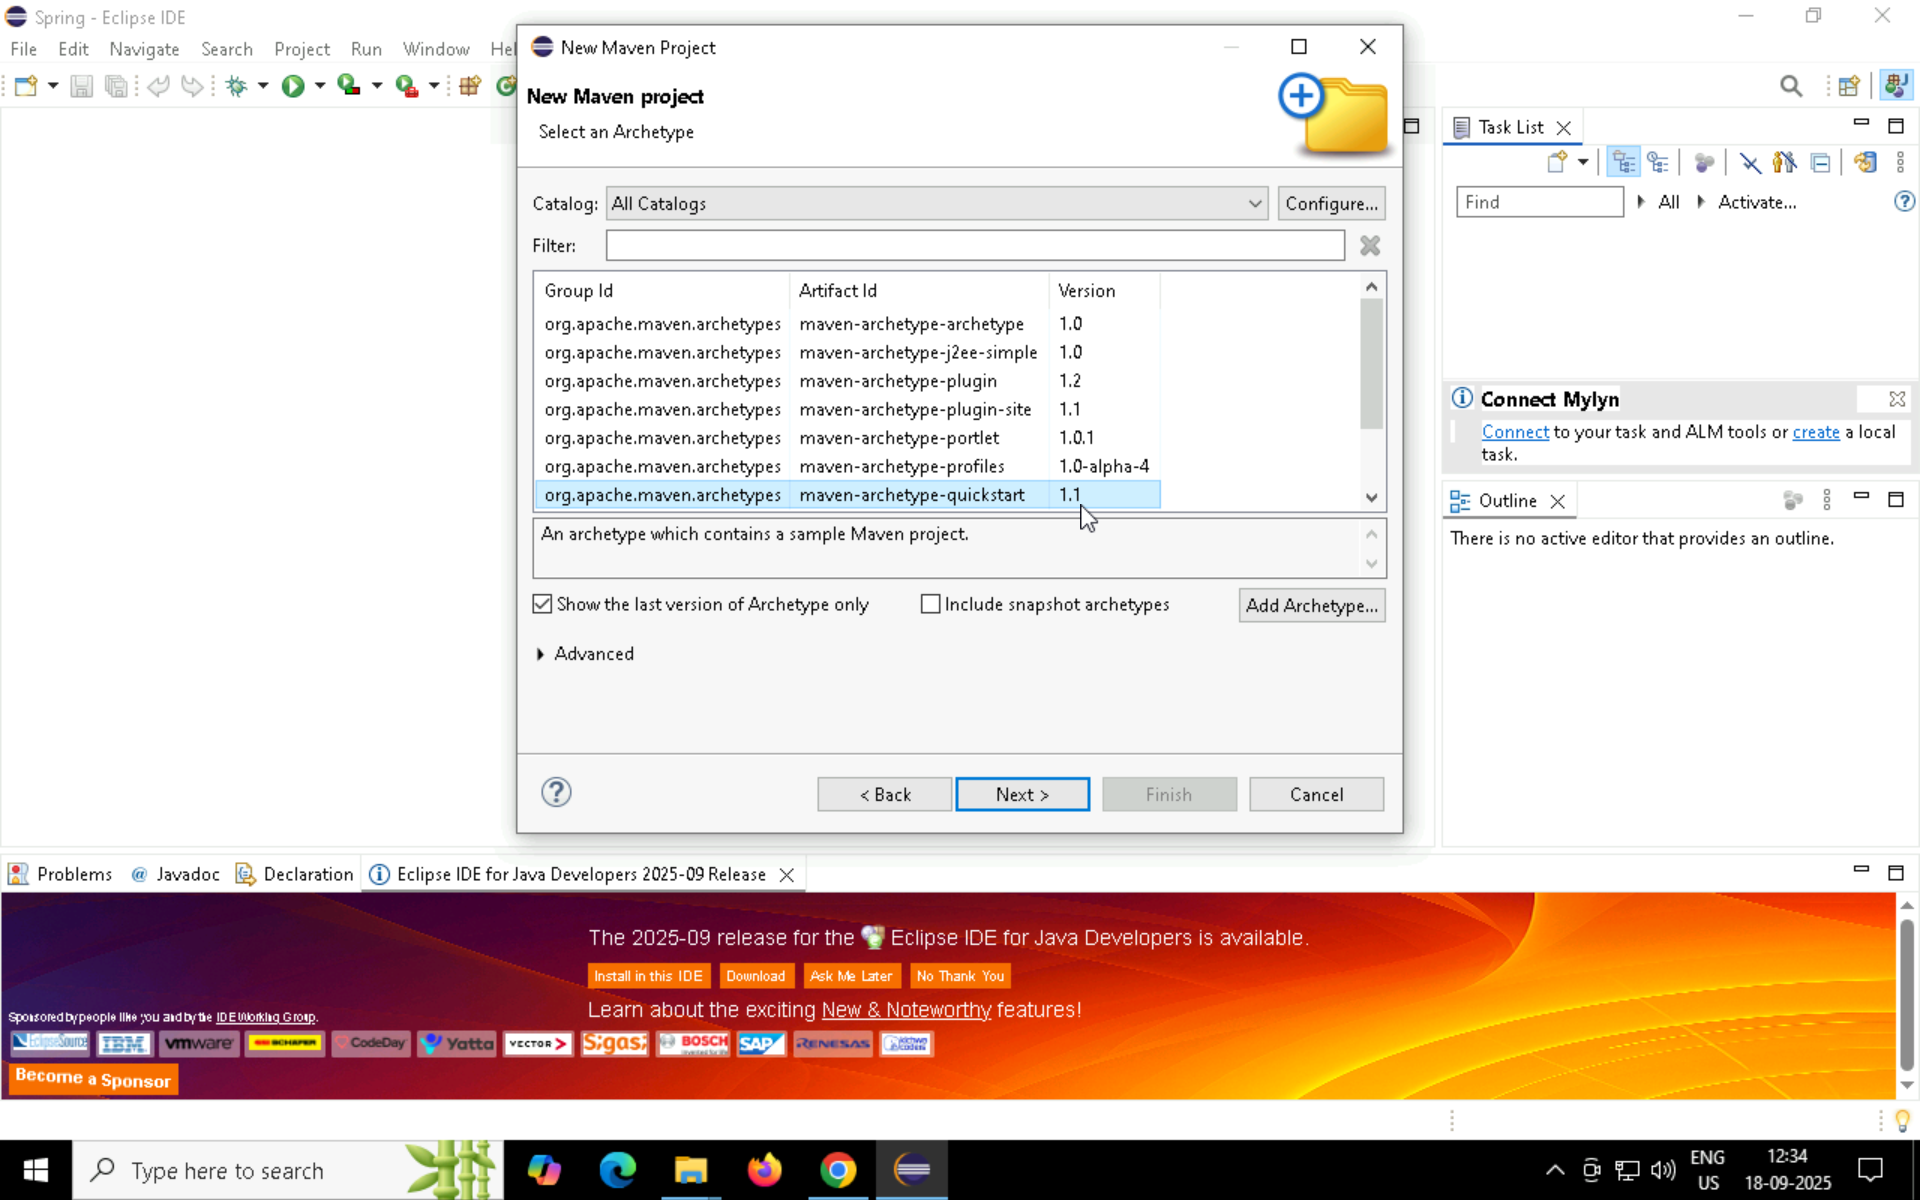 Spring - Eclipse IDE
File Edit Navigate Search Project Run Window Hel
New Maven Project
New Maven project
Select an Archetype
Catalog: All Catalogs Configure...
Filter:
Group Id Artifact Id Version
org.apache.maven.archetypes maven-archetype-archetype 1.0
org.apache.maven.archetypes maven-archetype-j2ee-simple 1.0
org.apache.maven.archetypes maven-archetype-plugin 1.2
org.apache.maven.archetypes maven-archetype-plugin-site 1.1
org.apache.maven.archetypes maven-archetype-portlet 1.0.1
org.apache.maven.archetypes maven-archetype-profiles 1.0-alpha-4
org.apache.maven.archetypes maven-archetype-quickstart 1.1
An archetype which contains a sample Maven project.
Show the last version of Archetype only Include snapshot archetypes Add Archetype...
Advanced
< Back Next > Finish Cancel
Task List
Find All Activate...
Connect Mylyn
Connect to your task and ALM tools or create a local
task.
Outline
There is no active editor that provides an outline.
Problems @ Javadoc Declaration Eclipse IDE for Java Developers 2025-09 Release
The 2025-09 release for the Eclipse IDE for Java Developers is available.
Install in this IDE Download Ask Me Later No Thank You
Learn about the exciting New & Noteworthy features!
Sponsored by people like you and by the IDE Working Group.
EclipseSource IBM vmware SCHAFER CodeDay Yatta VECTOR Sigasi BOSCH SAP RENESAS
Become a Sponsor
Type here to search
ENG
US
12:34
18-09-2025